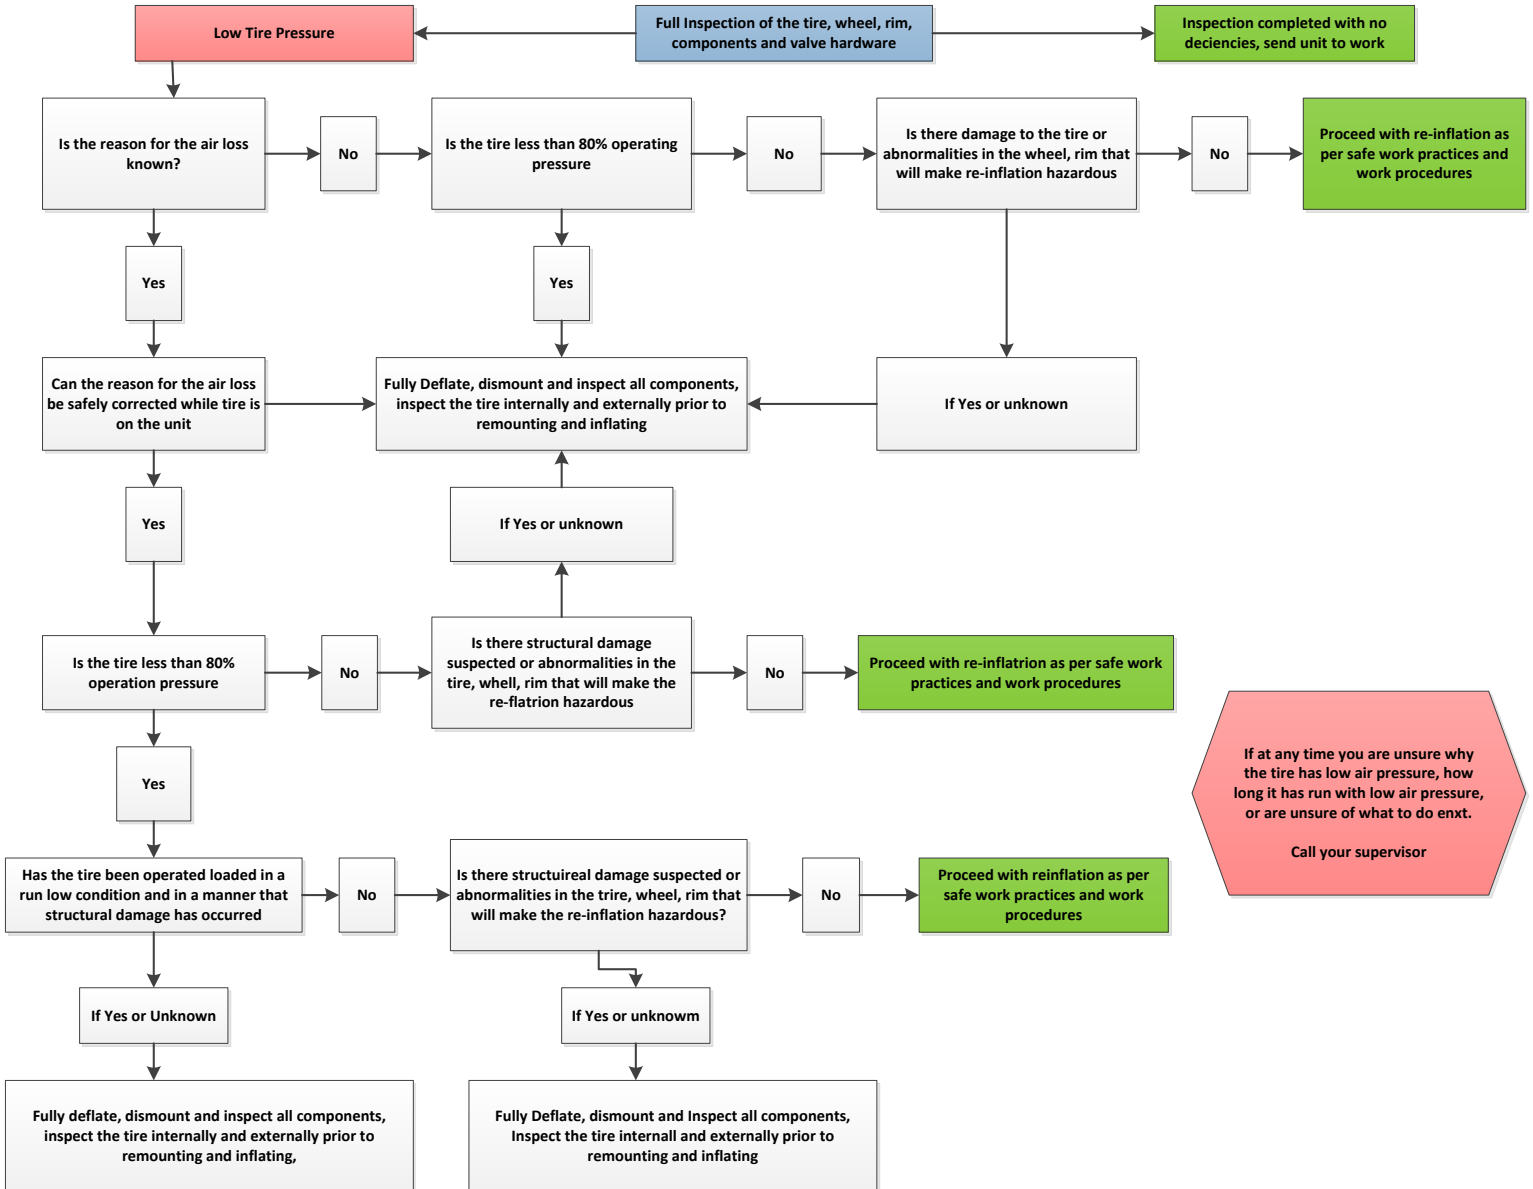 Low Tire Pressure
Full Inspection of the tire, wheel, rim,
components and valve hardware
Inspection completed with no
deciencies, send unit to work
Is the reason for the air loss
known?
No
Is the tire less than 80% operating
pressure
No
Is there damage to the tire or
abnormalities in the wheel, rim that
will make re-inflation hazardous
No
Proceed with re-inflation as
per safe work practices and
work procedures
Yes
Yes
Can the reason for the air loss
be safely corrected while tire is
on the unit
Fully Deflate, dismount and inspect all components,
inspect the tire internally and externally prior to
remounting and inflating
If Yes or unknown
Yes
If Yes or unknown
Is the tire less than 80%
operation pressure
No
Is there structural damage
suspected or abnormalities in the
tire, whell, rim that will make the
re-flatrion hazardous
No
Proceed with re-inflatrion as per safe work
practices and work procedures
Yes
If at any time you are unsure why
the tire has low air pressure, how
long it has run with low air pressure,
or are unsure of what to do enxt.
Call your supervisor
Has the tire been operated loaded in a
run low condition and in a manner that
structural damage has occurred
No
Is there structuireal damage suspected or
abnormalities in the trire, wheel, rim that
will make the re-inflation hazardous?
No
Proceed with reinflation as per
safe work practices and work
procedures
If Yes or Unknown
If Yes or unknowm
Fully deflate, dismount and inspect all components,
inspect the tire internally and externally prior to
remounting and inflating,
Fully Deflate, dismount and Inspect all components,
Inspect the tire internall and externally prior to
remounting and inflating